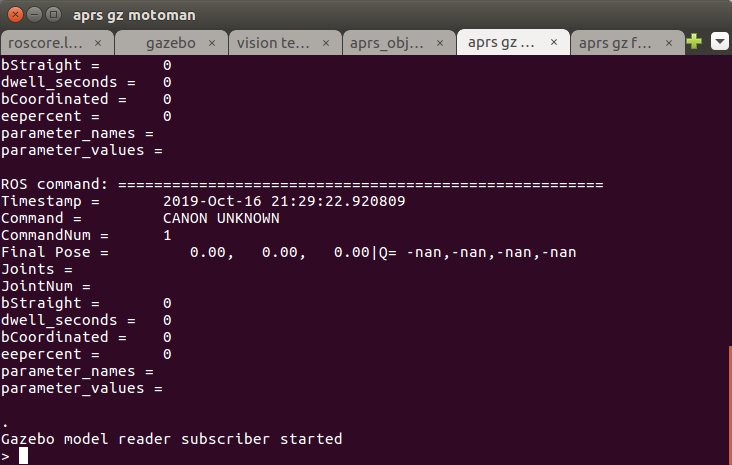 aprs gz motoman
roscore.l... × gazebo × vision te... × aprs_obj... × aprs gz ... × aprs gz f... ×
bStraight =       0
dwell_seconds =   0
bCoordinated =    0
eepercent =       0
parameter_names =
parameter_values =
ROS command: ======================================================
Timestamp =       2019-Oct-16 21:29:22.920809
Command =         CANON UNKNOWN
CommandNum =      1
Final Pose =         0.00,   0.00,   0.00|Q= -nan,-nan,-nan,-nan
Joints =
JointNum =
bStraight =       0
dwell_seconds =   0
bCoordinated =    0
eepercent =       0
parameter_names =
parameter_values =
.
Gazebo model reader subscriber started
>